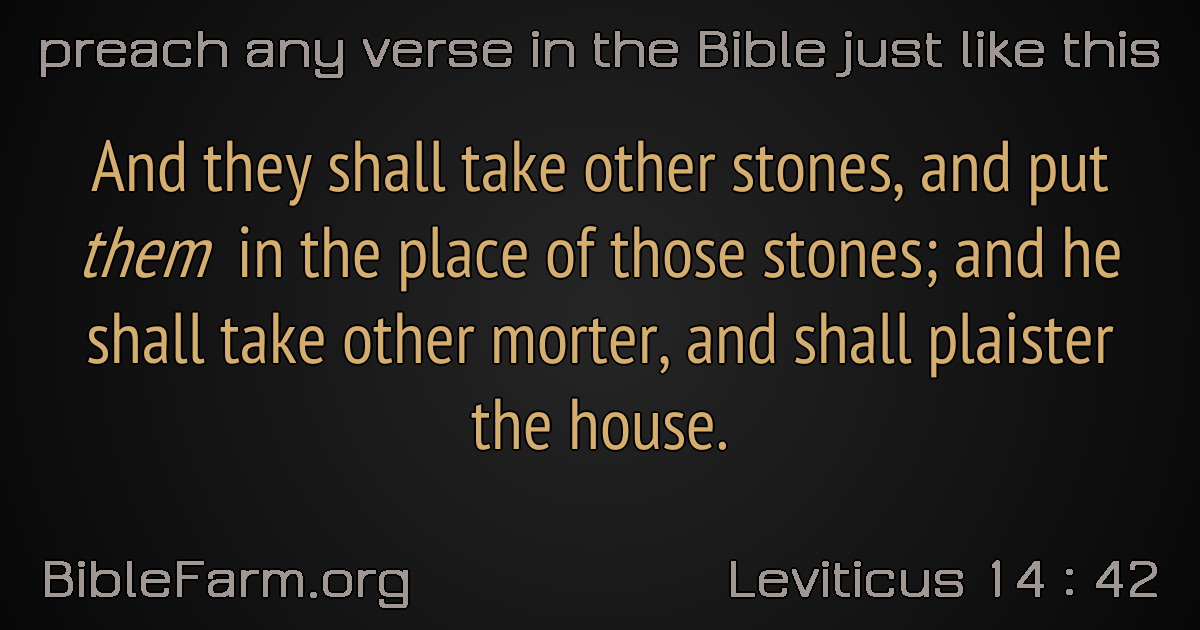 preach any verse in the Bible just like this
And they shall take other stones, and put
them in the place of those stones; and he
shall take other morter, and shall plaister
the house.
BibleFarm.org
Leviticus 14 : 42